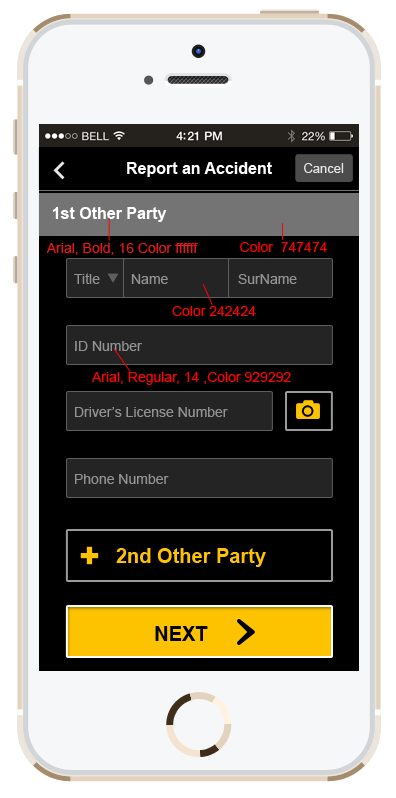 BELL 4:21 PM 22%
Report an Accident Cancel
1st Other Party
Arial, Bold, 16 Color ffffff Color 747474
Title Name SurName
Color 242424
ID Number
Arial, Regular, 14 ,Color 929292
Driver's License Number
Phone Number
2nd Other Party
NEXT